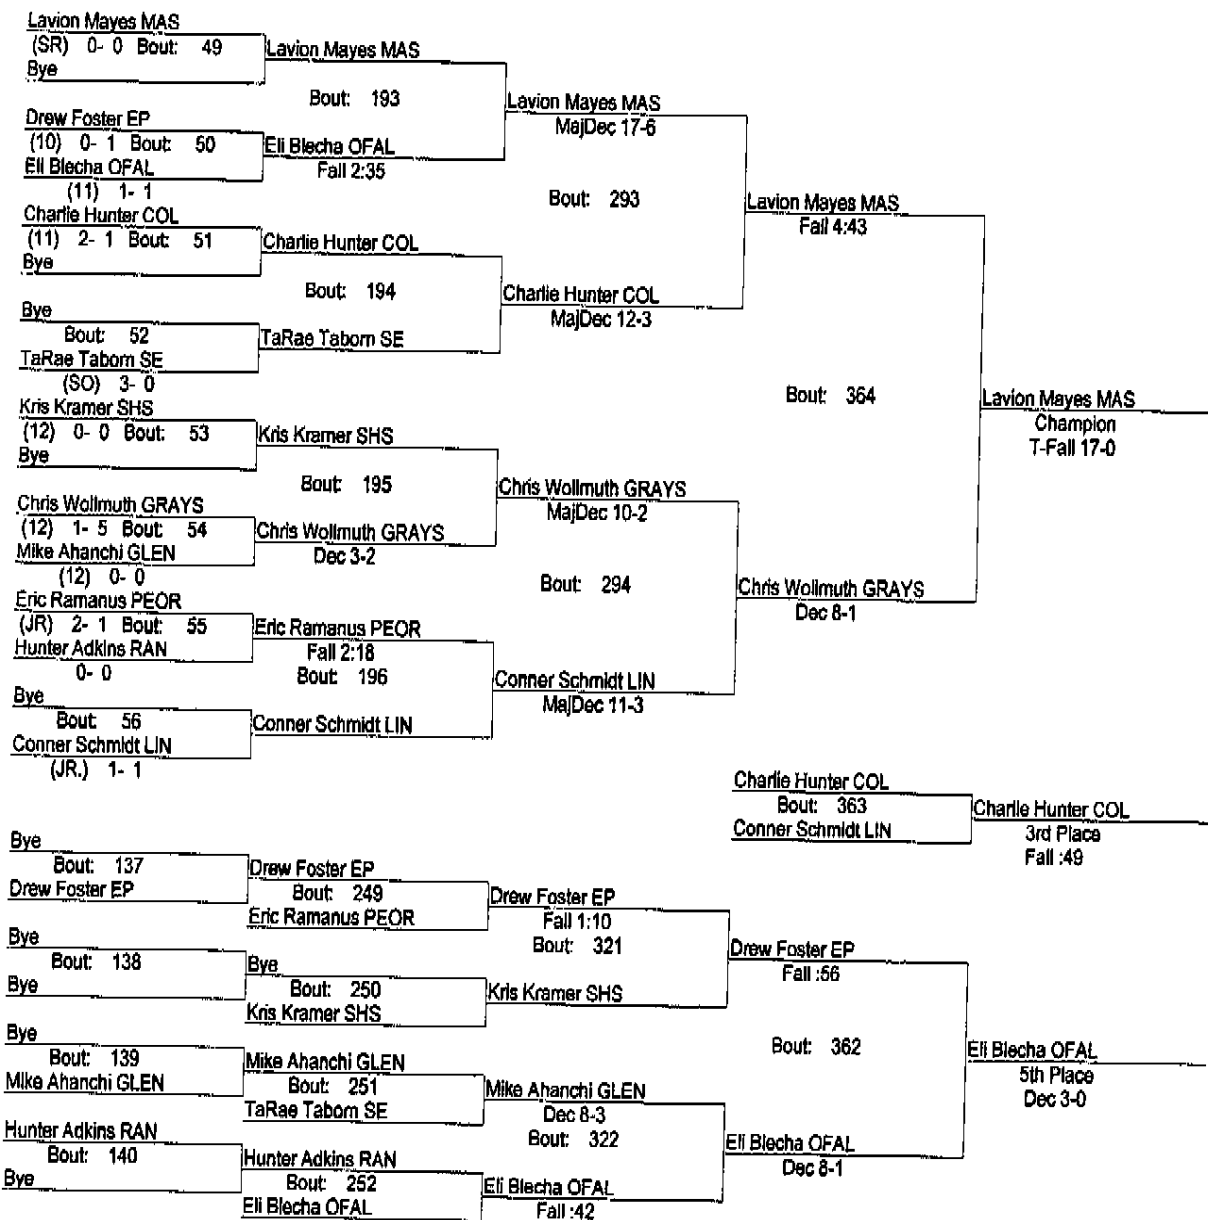 Lavion Mayes MAS
(SR) 0- 0 Bout: 49
Bye
Lavion Mayes MAS
Bout: 193
Drew Foster EP
(10) 0- 1 Bout: 50
Eli Blecha OFAL
(11) 1- 1
Eli Blecha OFAL
Fall 2:35
Lavion Mayes MAS
MajDec 17-6
Bout: 293
Charlie Hunter COL
(11) 2- 1 Bout: 51
Bye
Charlie Hunter COL
Bout: 194
Bye
Bout: 52
TaRae Taborn SE
(SO) 3- 0
TaRae Taborn SE
Charlie Hunter COL
MajDec 12-3
Lavion Mayes MAS
Fall 4:43
Bout: 364
Kris Kramer SHS
(12) 0- 0 Bout: 53
Bye
Kris Kramer SHS
Bout: 195
Chris Wollmuth GRAYS
(12) 1- 5 Bout: 54
Mike Ahanchi GLEN
(12) 0- 0
Chris Wollmuth GRAYS
Dec 3-2
Chris Wollmuth GRAYS
MajDec 10-2
Bout: 294
Eric Ramanus PEOR
(JR) 2- 1 Bout: 55
Hunter Adkins RAN
0- 0
Eric Ramanus PEOR
Fall 2:18
Bout: 196
Bye
Bout: 56
Conner Schmidt LIN
(JR.) 1- 1
Conner Schmidt LIN
Conner Schmidt LIN
MajDec 11-3
Chris Wollmuth GRAYS
Dec 8-1
Lavion Mayes MAS
Champion
T-Fall 17-0
Charlie Hunter COL
Bout: 363
Conner Schmidt LIN
Charlie Hunter COL
3rd Place
Fall :49
Bye
Bout: 137
Drew Foster EP
Drew Foster EP
Bout: 249
Eric Ramanus PEOR
Drew Foster EP
Fall 1:10
Bout: 321
Bye
Bout: 138
Bye
Bye
Bout: 250
Kris Kramer SHS
Kris Kramer SHS
Drew Foster EP
Fall :56
Bout: 362
Bye
Bout: 139
Mike Ahanchi GLEN
Mike Ahanchi GLEN
Bout: 251
TaRae Taborn SE
Mike Ahanchi GLEN
Dec 8-3
Bout: 322
Hunter Adkins RAN
Bout: 140
Bye
Hunter Adkins RAN
Bout: 252
Eli Blecha OFAL
Eli Blecha OFAL
Fall :42
Eli Blecha OFAL
Dec 8-1
Eli Blecha OFAL
5th Place
Dec 3-0